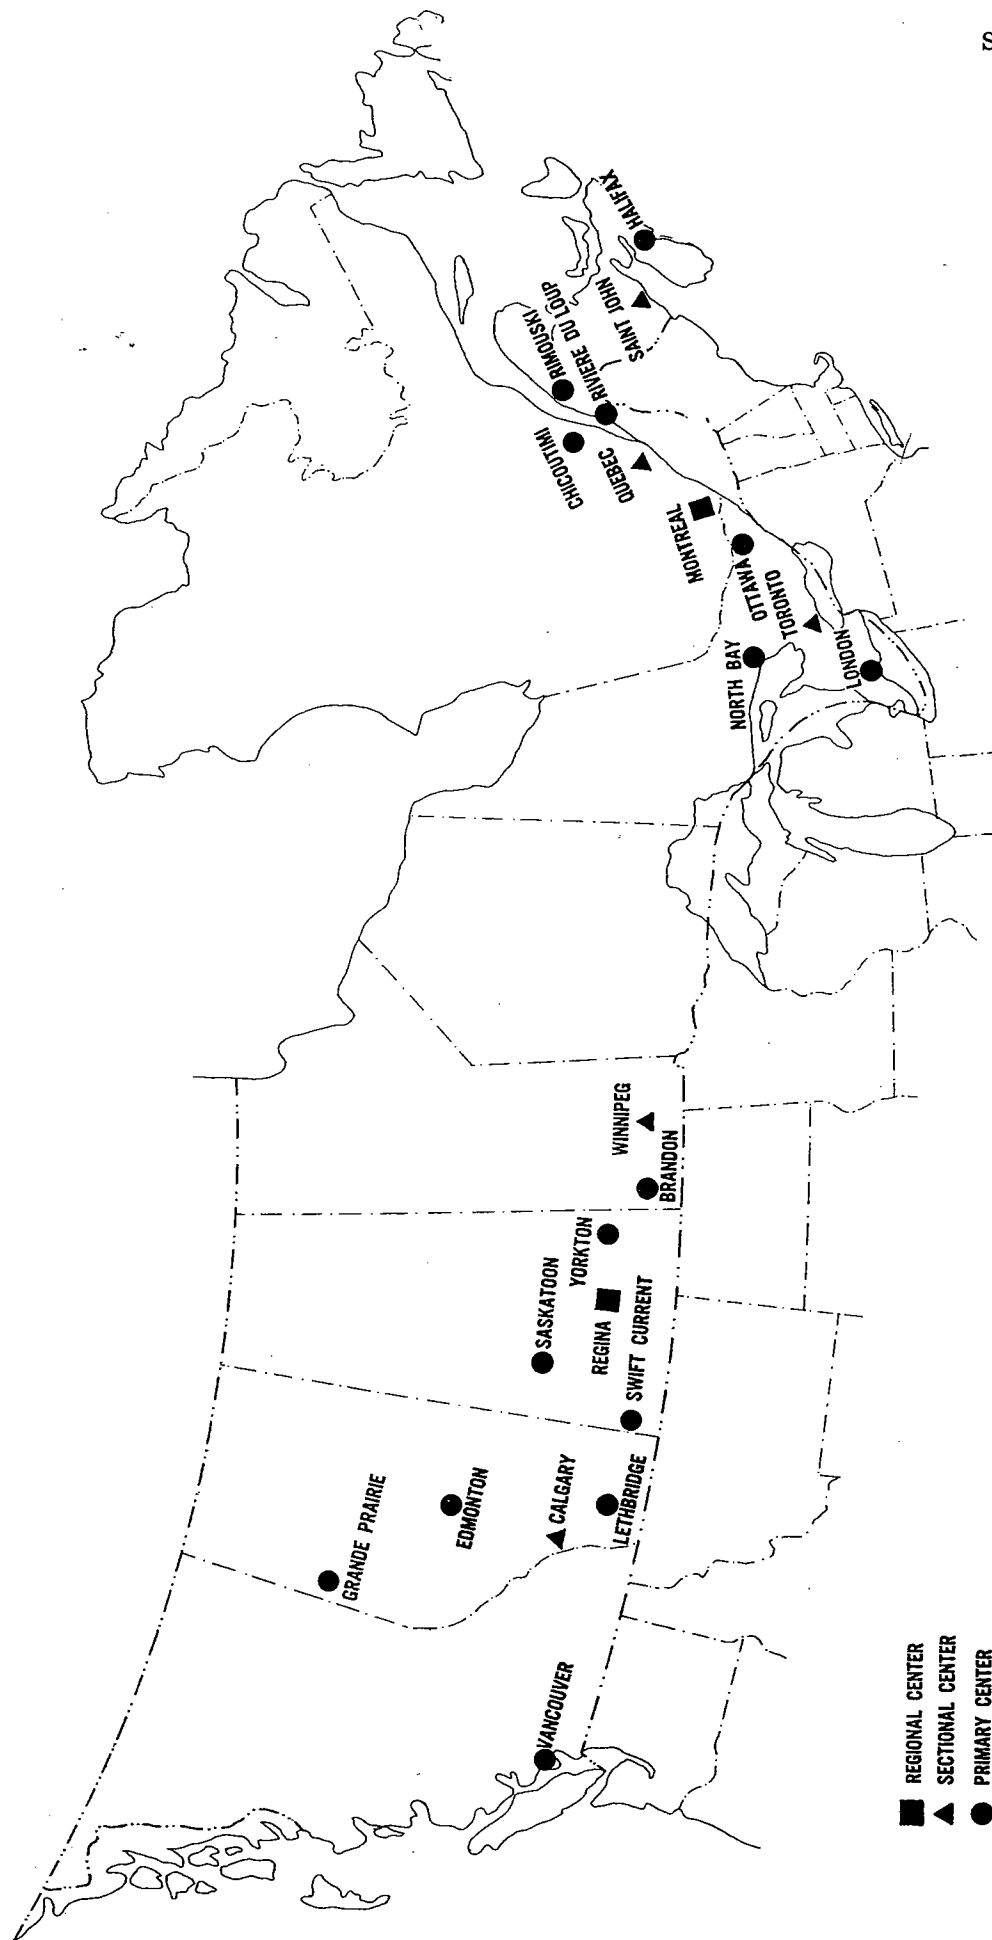 S
HALIFAX
SAINT JOHN
RIMOUSKI
RIVIERE DU LOUP
CHICOUTIMI
QUEBEC
MONTREAL
OTTAWA
TORONTO
NORTH BAY
LONDON
WINNIPEG
BRANDON
YORKTON
SASKATOON
REGINA
SWIFT CURRENT
CALGARY
LETHBRIDGE
EDMONTON
GRANDE PRAIRIE
VANCOUVER
REGIONAL CENTER
SECTIONAL CENTER
PRIMARY CENTER